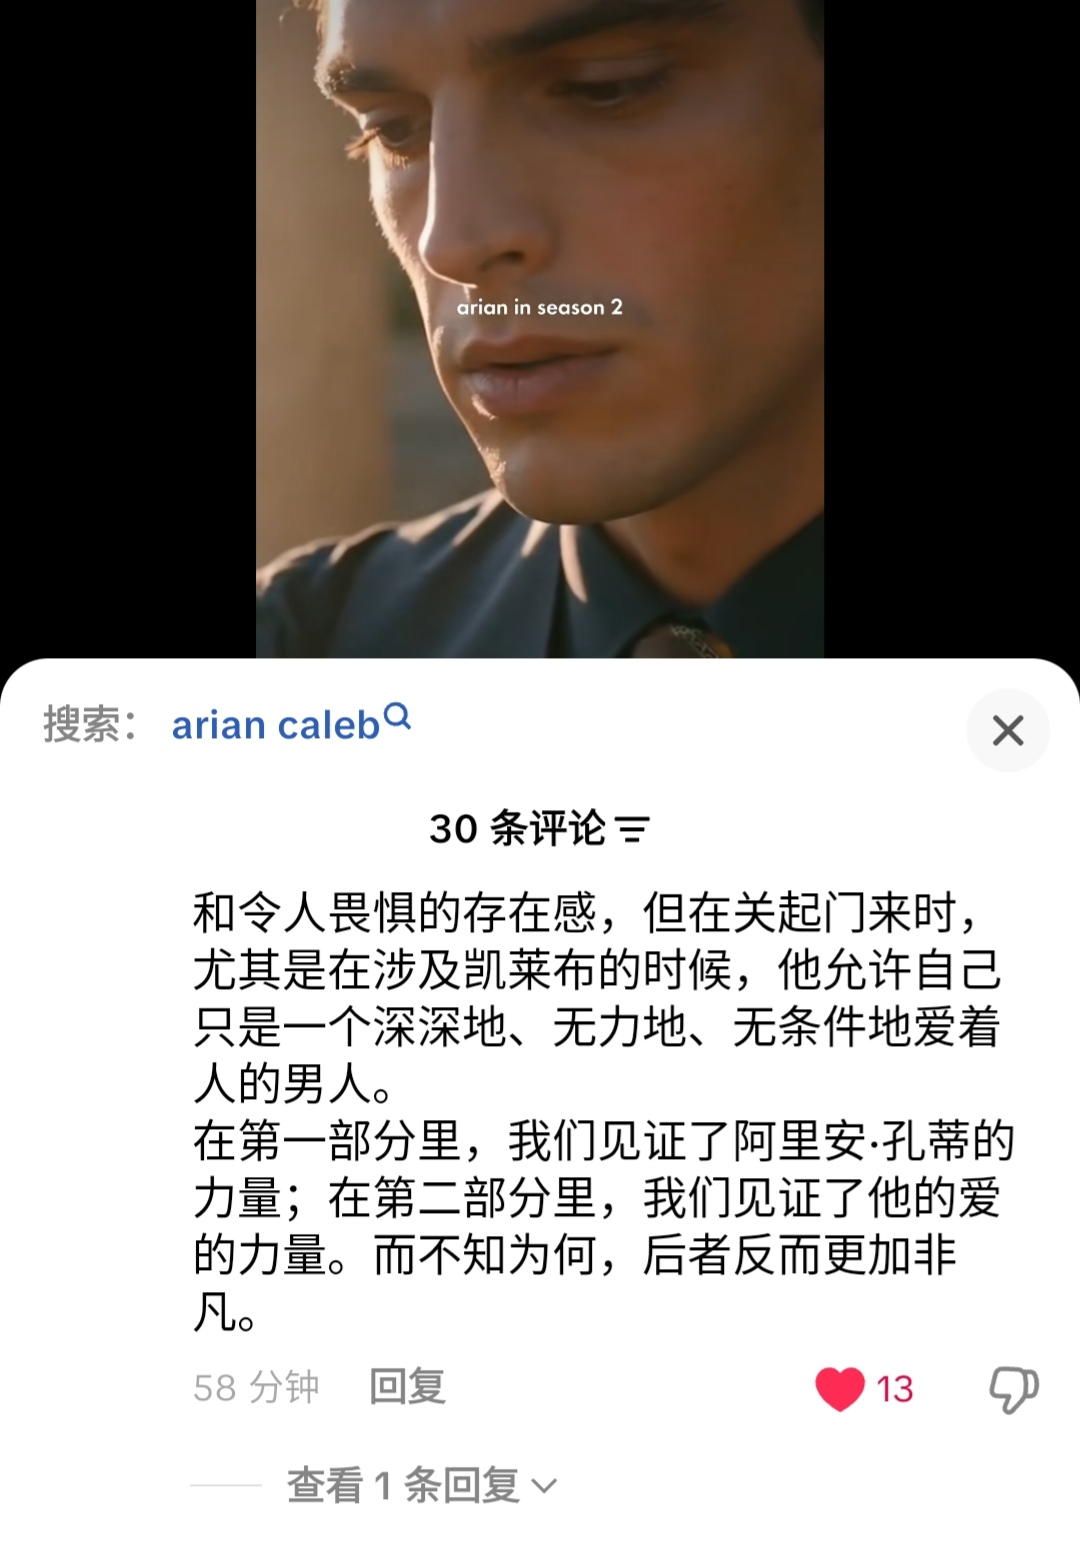 arian in season 2
搜索： arian caleb
30 条评论
和令人畏惧的存在感，但在关起门来时，
尤其是在涉及凯莱布的时候，他允许自己
只是一个深深地、无力地、无条件地爱着
人的男人。
在第一部分里，我们见证了阿里安·孔蒂的
力量；在第二部分里，我们见证了他的爱
的力量。而不知为何，后者反而更加非
凡。
58 分钟 回复 13
查看 1 条回复